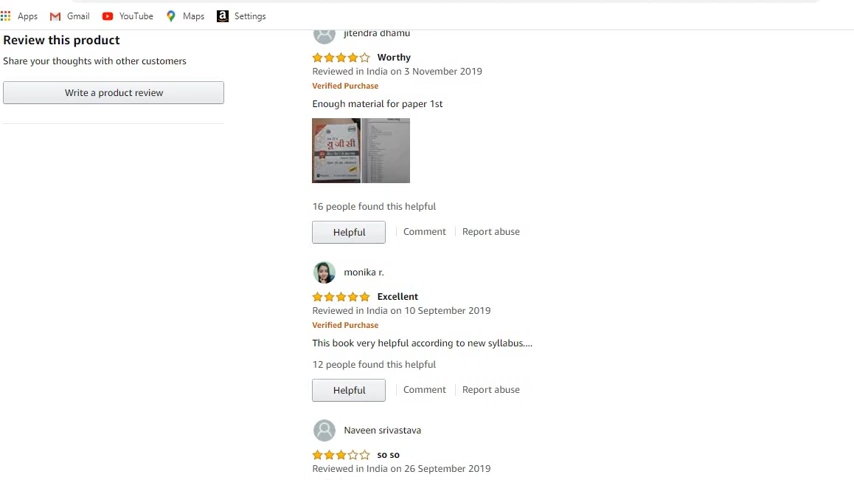 Apps Gmail YouTube Maps Settings
Review this product
Share your thoughts with other customers
Write a product review
jitendra dhamu
Worthy
Reviewed in India on 3 November 2019
Verified Purchase
Enough material for paper 1st
यू जी सी
16 people found this helpful
Helpful Comment Report abuse
monika r.
Excellent
Reviewed in India on 10 September 2019
Verified Purchase
This book very helpful according to new syllabus....
12 people found this helpful
Helpful Comment Report abuse
Naveen srivastava
so so
Reviewed in India on 26 September 2019